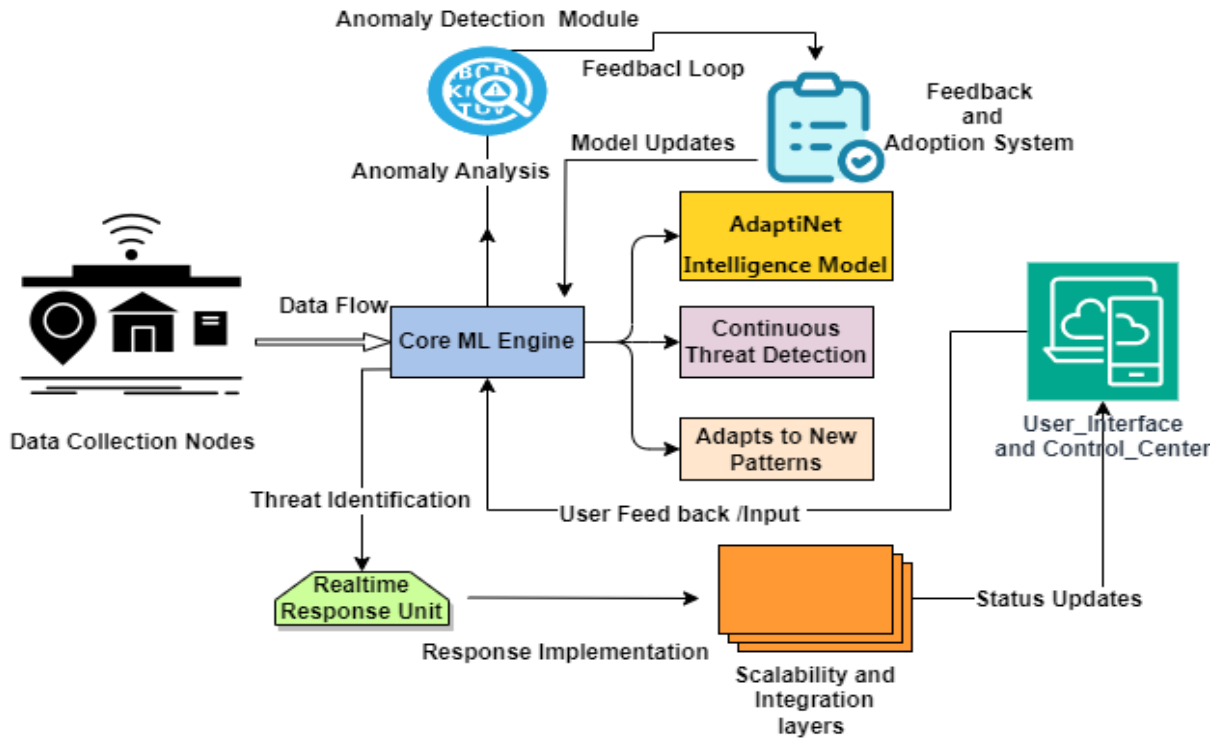 Anomaly Detection Module
Feedbacl Loop
Feedback
and
Adoption System
Model Updates
Anomaly Analysis
AdaptiNet
Intelligence Model
Data Flow
Core ML Engine
Continuous
Threat Detection
Data Collection Nodes
User_Interface
and Control_Center
Adapts to New
Patterns
Threat Identification
User Feed back /Input
Realtime
Response Unit
Status Updates
Response Implementation
Scalability and
Integration
layers